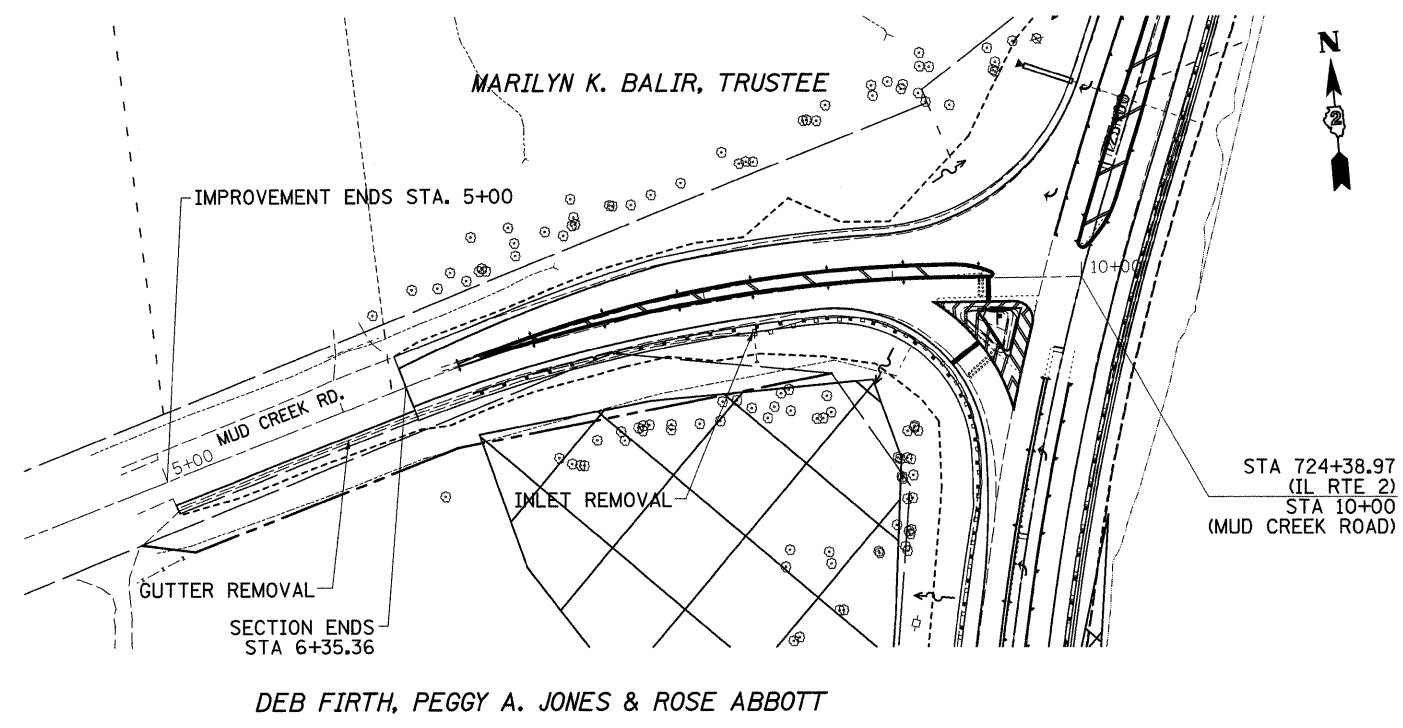 N
MARILYN K. BALIR, TRUSTEE
2
IMPROVEMENT ENDS STA. 5+00
10+00
MUD CREEK RD.
5+00
STA 724+38.97
(IL RTE 2)
STA 10+00
(MUD CREEK ROAD)
INLET REMOVAL
GUTTER REMOVAL
SECTION ENDS
STA 6+35.36
DEB FIRTH, PEGGY A. JONES & ROSE ABBOTT